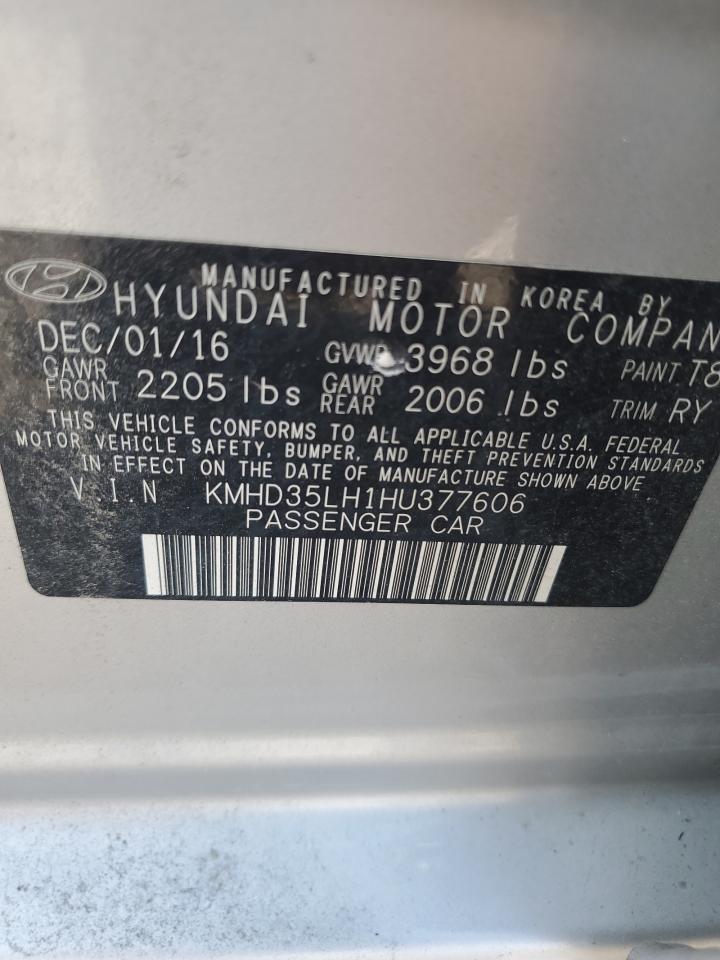 MANUFACTURED IN KOREA BY
HYUNDAI MOTOR COMPAN
DEC/01/16 GVWR 3968 lbs PAINT T8
GAWR FRONT 2205 lbs GAWR REAR 2006 lbs TRIM RY
THIS VEHICLE CONFORMS TO ALL APPLICABLE U.S.A. FEDERAL
MOTOR VEHICLE SAFETY, BUMPER, AND THEFT PREVENTION STANDARDS
IN EFFECT ON THE DATE OF MANUFACTURE SHOWN ABOVE
V.I.N KMHD35LH1HU377606
PASSENGER CAR